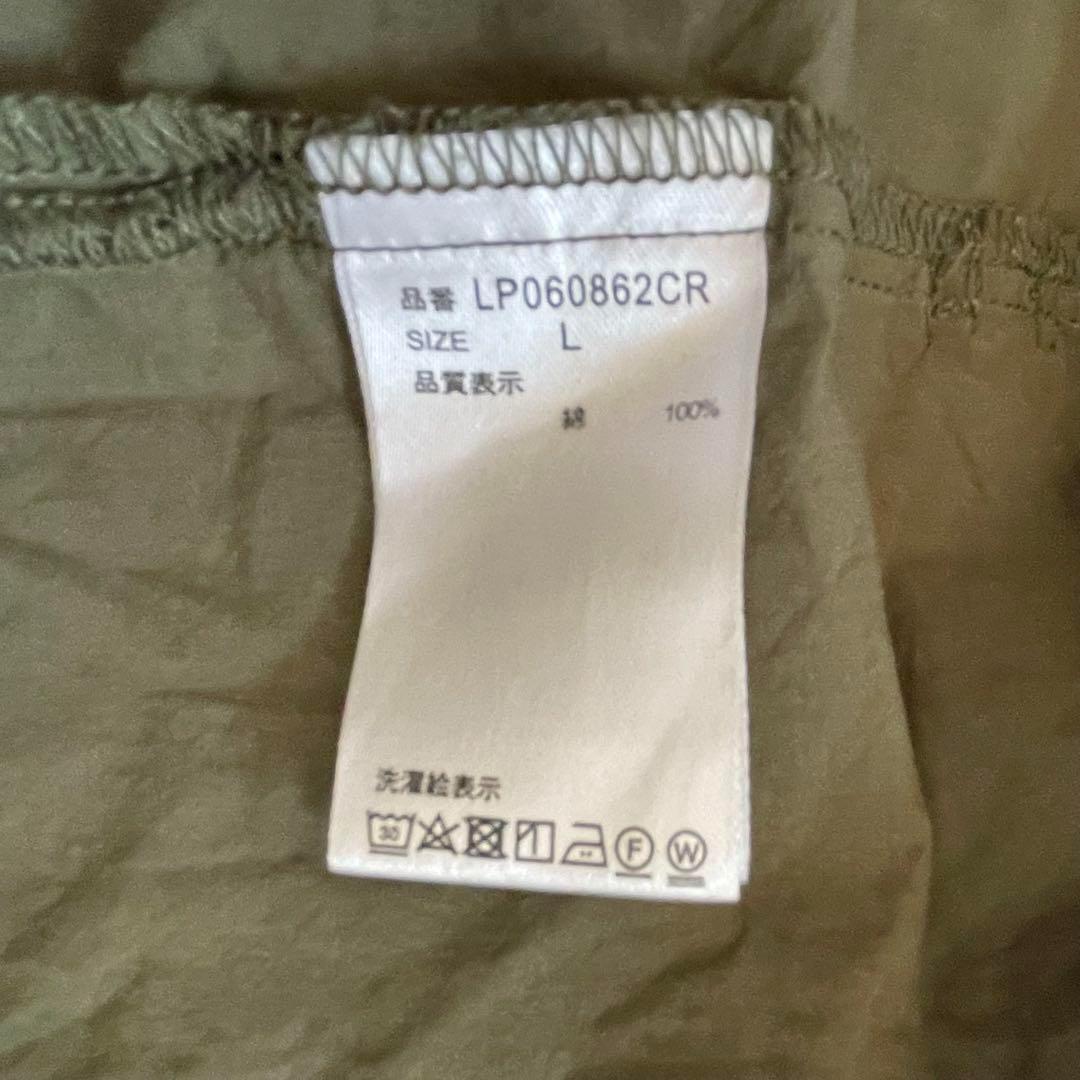 品番 LP060862CR
SIZE L
品質表示
綿 100%
洗濯絵表示
30 F W